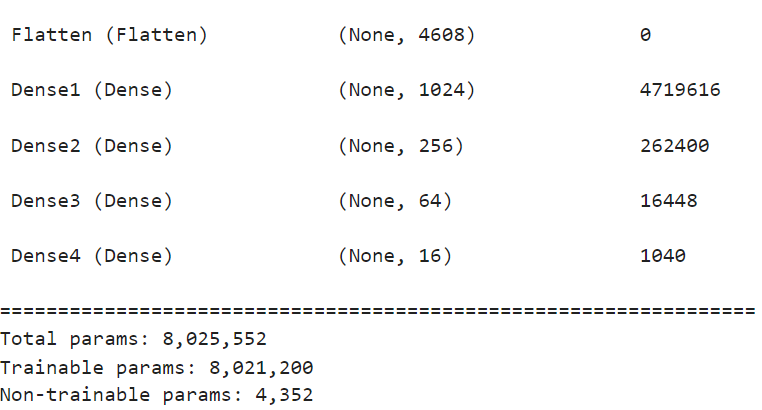 Flatten (Flatten) (None, 4608) 0
Dense1 (Dense) (None, 1024) 4719616
Dense2 (Dense) (None, 256) 262400
Dense3 (Dense) (None, 64) 16448
Dense4 (Dense) (None, 16) 1040
=================================================================
Total params: 8,025,552
Trainable params: 8,021,200
Non-trainable params: 4,352